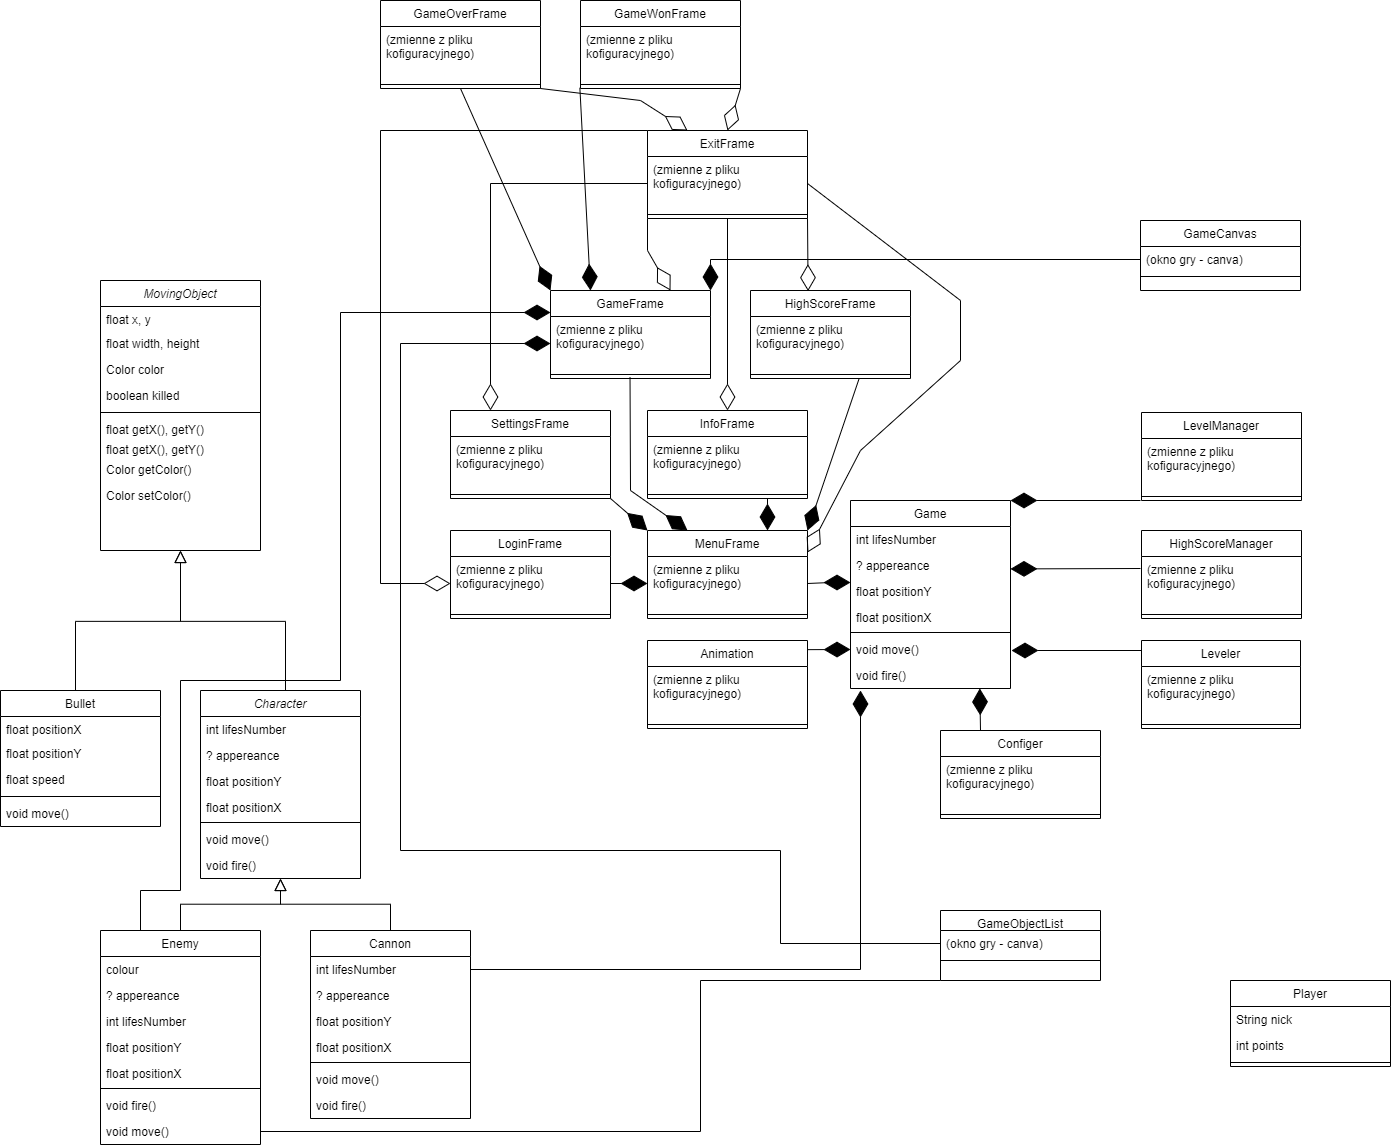 GameOverFrame
(zmienne z pliku
kofiguracyjnego)
GameWonFrame
(zmienne z pliku
kofiguracyjnego)
ExitFrame
(zmienne z pliku
kofiguracyjnego)
GameCanvas
(okno gry - canva)
MovingObject
float x, y
float width, height
Color color
boolean killed
float getX(), getY()
float getX(), getY()
Color getColor()
Color setColor()
GameFrame
(zmienne z pliku
kofiguracyjnego)
HighScoreFrame
(zmienne z pliku
kofiguracyjnego)
SettingsFrame
(zmienne z pliku
kofiguracyjnego)
InfoFrame
(zmienne z pliku
kofiguracyjnego)
LevelManager
(zmienne z pliku
kofiguracyjnego)
LoginFrame
(zmienne z pliku
kofiguracyjnego)
MenuFrame
(zmienne z pliku
kofiguracyjnego)
Game
int lifesNumber
? appereance
float positionY
float positionX
void move()
void fire()
HighScoreManager
(zmienne z pliku
kofiguracyjnego)
Animation
(zmienne z pliku
kofiguracyjnego)
Leveler
(zmienne z pliku
kofiguracyjnego)
Configer
(zmienne z pliku
kofiguracyjnego)
Bullet
float positionX
float positionY
float speed
void move()
Character
int lifesNumber
? appereance
float positionY
float positionX
void move()
void fire()
Enemy
colour
? appereance
int lifesNumber
float positionY
float positionX
void fire()
void move()
Cannon
int lifesNumber
? appereance
float positionY
float positionX
void move()
void fire()
GameObjectList
(okno gry - canva)
Player
String nick
int points